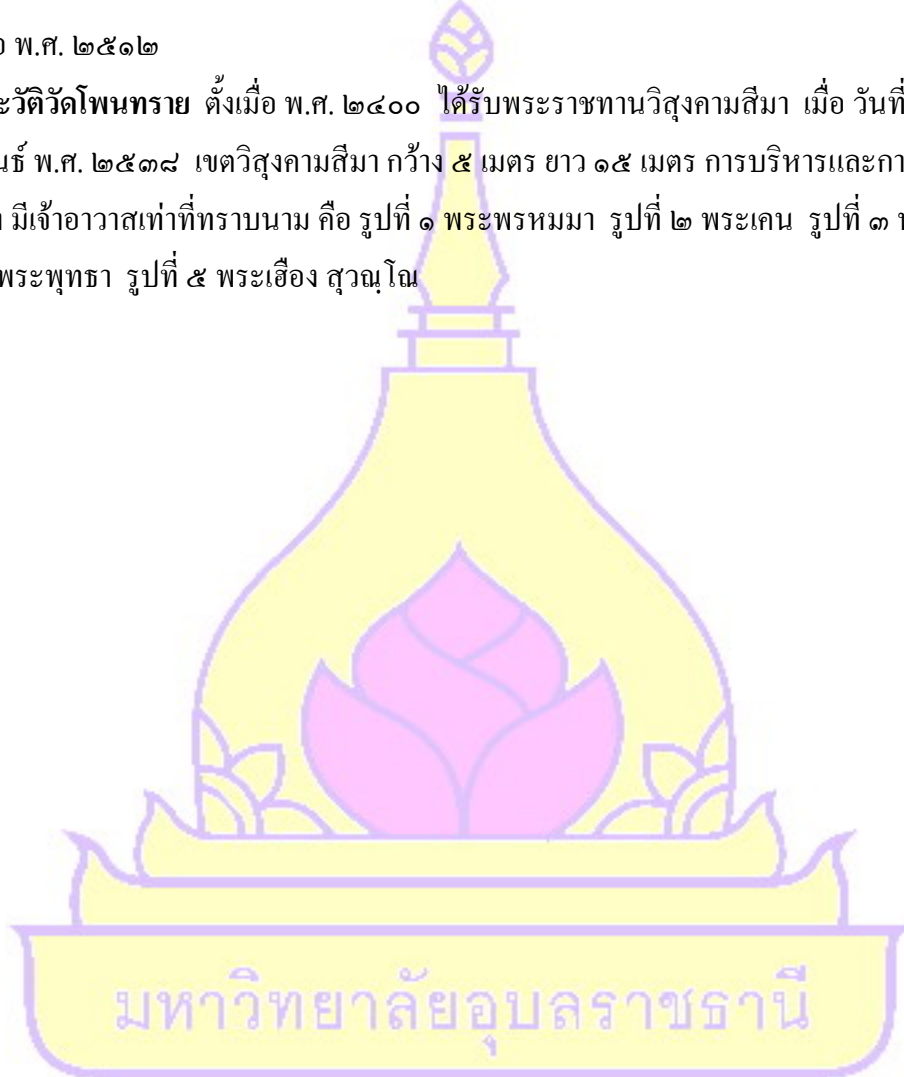 พ.ศ. ๒๕๑๒
วัติวัดโพนทราย ตั้งเมื่อ พ.ศ. ๒๔๐๐ ได้รับพระราชทานวิสุงคามสีมา เมื่อ วันที่
พ.ศ. ๒๕๓๘ เขตวิสุงคามสีมา กว้าง ๕ เมตร ยาว ๑๕ เมตร การบริหารและกา
มีเจ้าอาวาสเท่าที่ทราบนาม คือ รูปที่ ๑ พระพรหมมา รูปที่ ๒ พระเคน รูปที่ ๓
พระพุทธา รูปที่ ๕ พระเฮือง สุวณฺโณ
มหาวิทยาลัยอุบลราชธานี